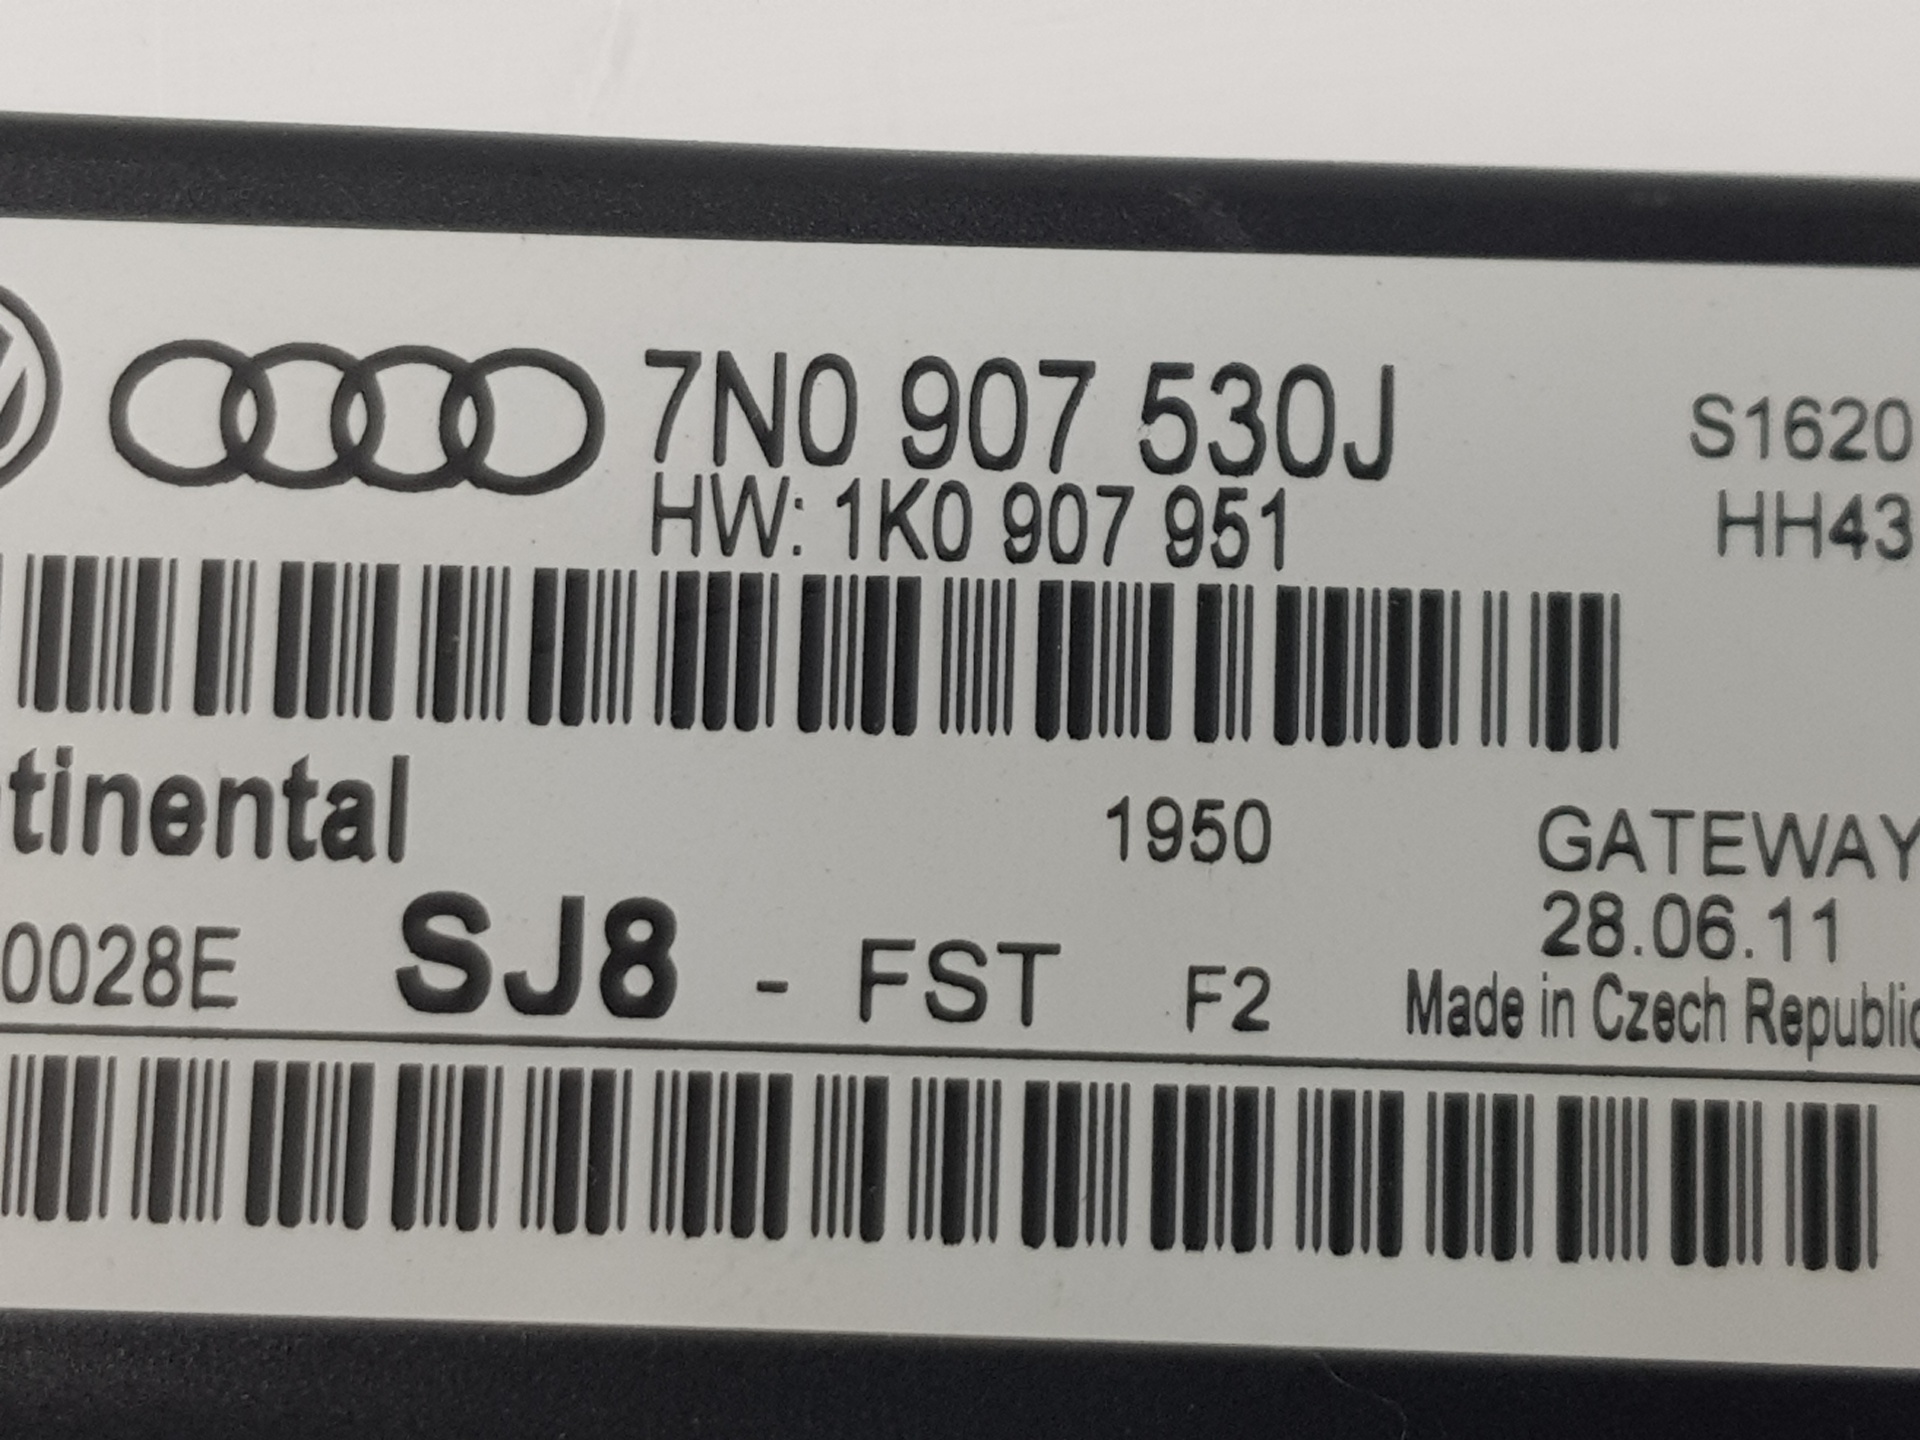 7N0 907 530J
HW: 1K0 907 951
S1620
HH43
tinental
1950
GATEWAY
28.06.11
0028E SJ8 - FST F2
Made in Czech Republic